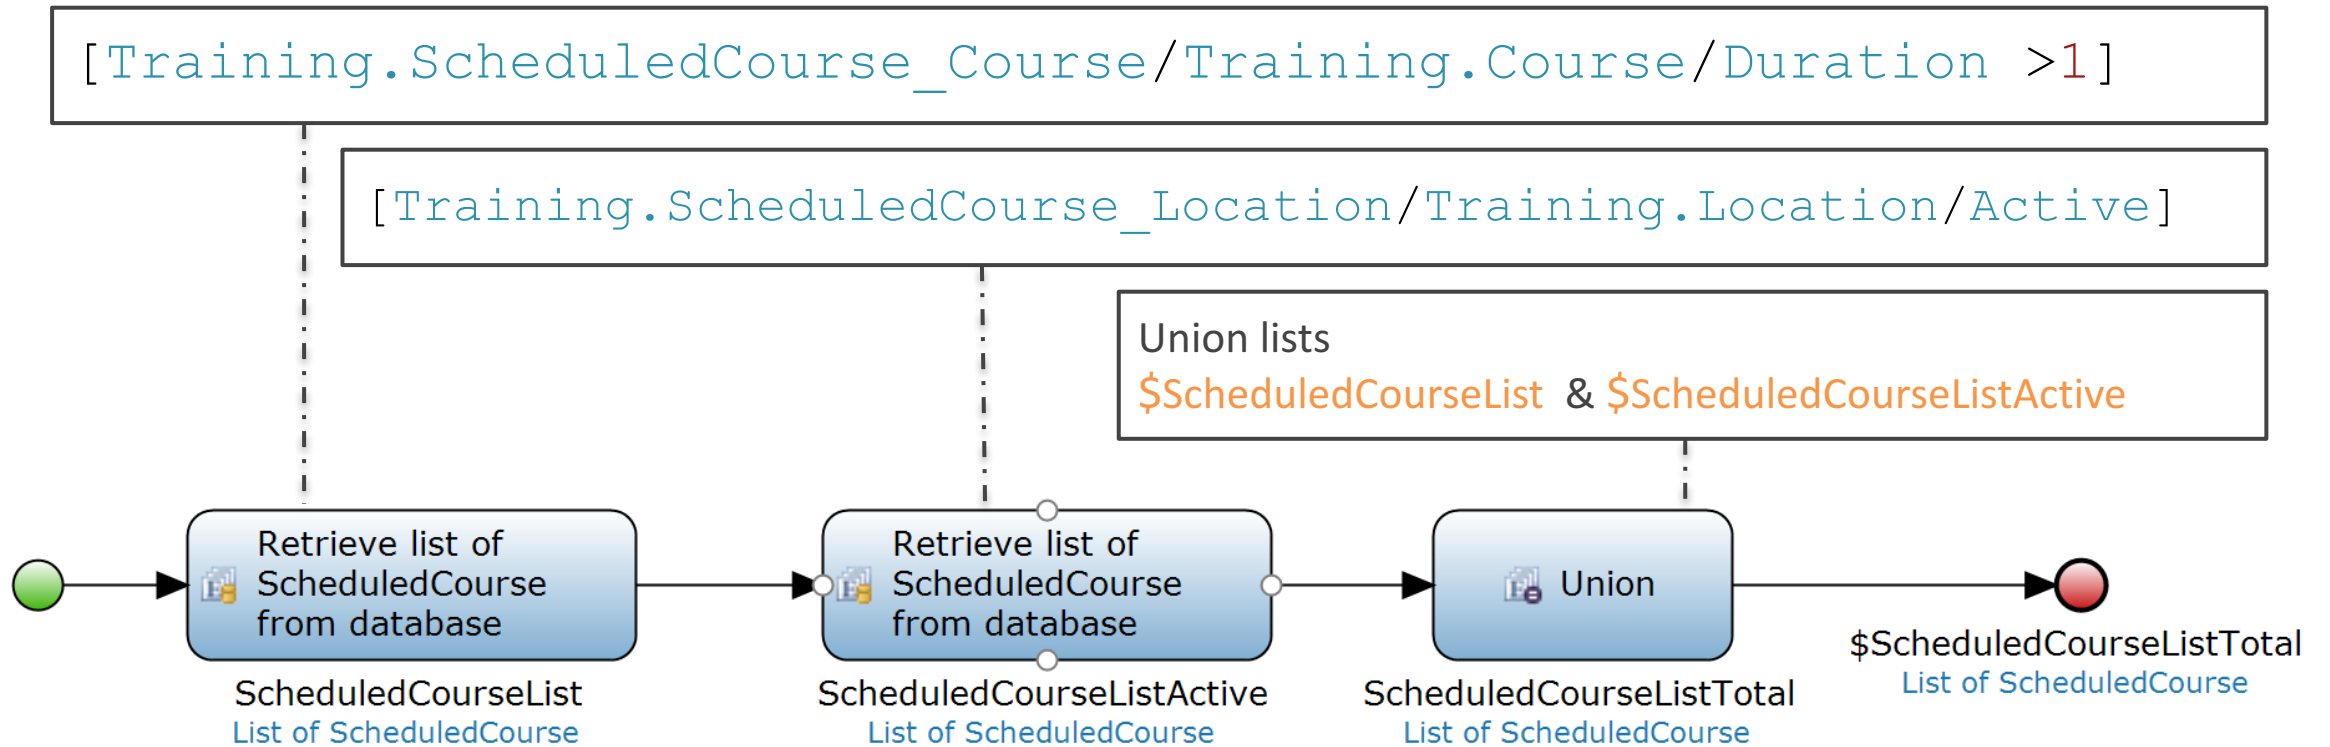 [Training.ScheduledCourse_Course/Training.Course/Duration >1]
[Training.ScheduledCourse_Location/Training.Location/Active]
Union lists
$ScheduledCourseList & $ScheduledCourseListActive
Retrieve list of
ScheduledCourse
from database
ScheduledCourseList
List of ScheduledCourse
Retrieve list of
ScheduledCourse
from database
ScheduledCourseListActive
List of ScheduledCourse
Union
ScheduledCourseListTotal
List of ScheduledCourse
$ScheduledCourseListTotal
List of ScheduledCourse